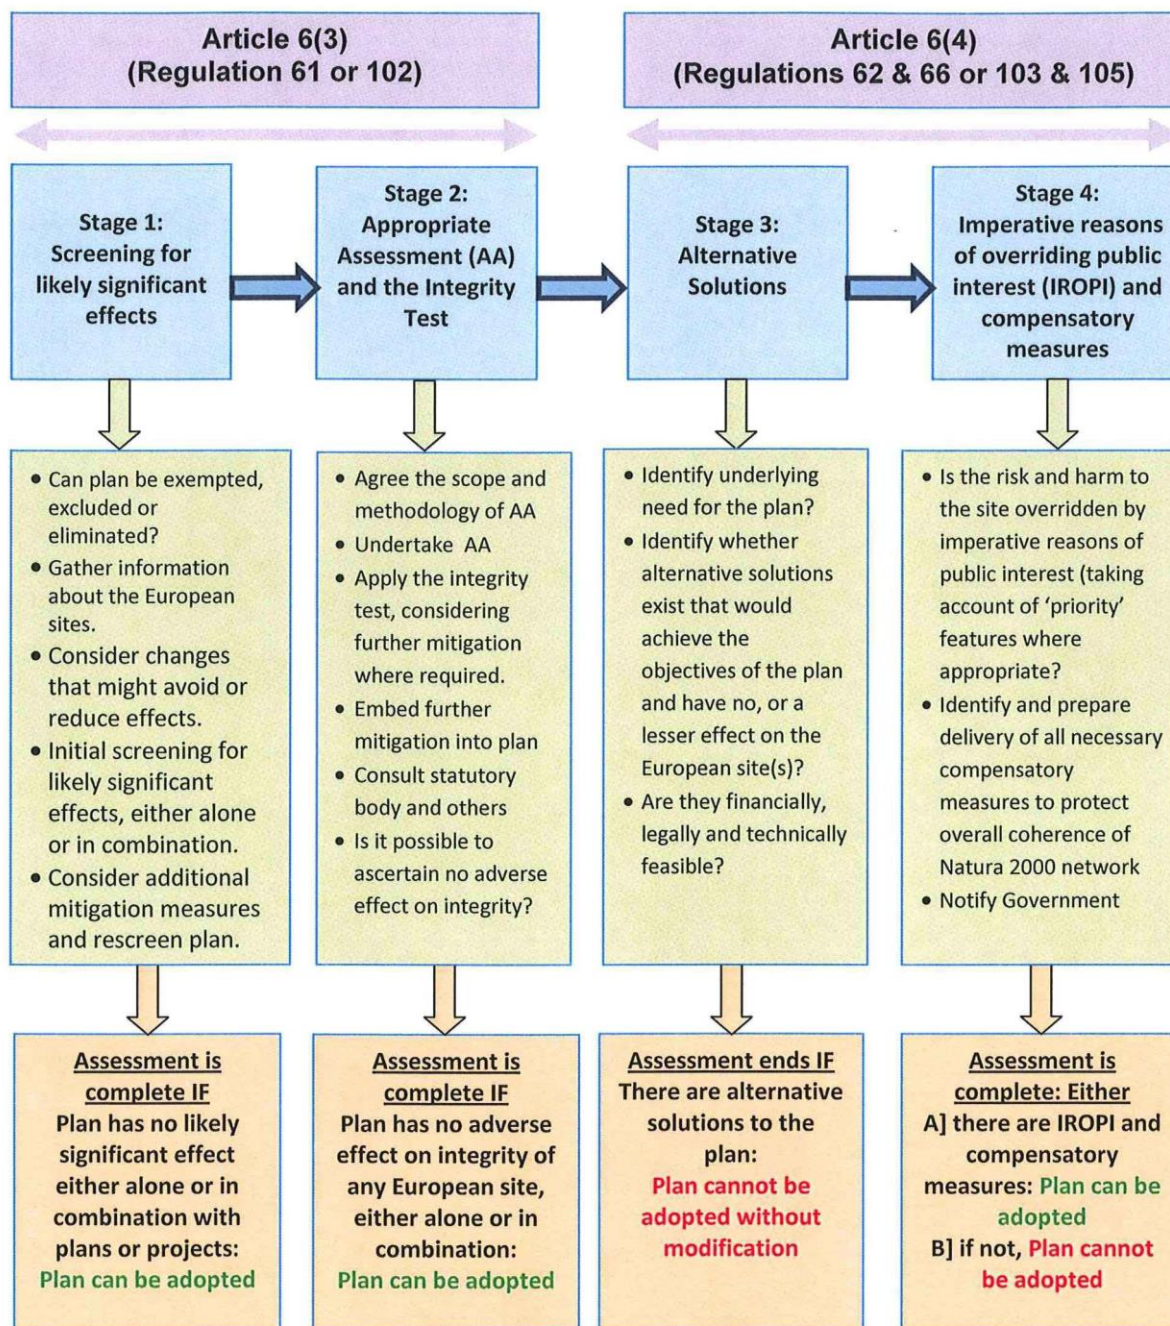 Article 6(3)
(Regulation 61 or 102)
Article 6(4)
(Regulations 62 & 66 or 103 & 105)
Stage 1:
Screening for
likely significant
effects
Stage 2:
Appropriate
Assessment (AA)
and the Integrity
Test
Stage 3:
Alternative
Solutions
Stage 4:
Imperative reasons
of overriding public
interest (IROPI) and
compensatory
measures
• Can plan be exempted,
excluded or
eliminated?
• Gather information
about the European
sites.
• Consider changes
that might avoid or
reduce effects.
• Initial screening for
likely significant
effects, either alone
or in combination.
• Consider additional
mitigation measures
and rescreen plan.
• Agree the scope and
methodology of AA
• Undertake AA
• Apply the integrity
test, considering
further mitigation
where required.
• Embed further
mitigation into plan
• Consult statutory
body and others
• Is it possible to
ascertain no adverse
effect on integrity?
• Identify underlying
need for the plan?
• Identify whether
alternative solutions
exist that would
achieve the
objectives of the plan
and have no, or a
lesser effect on the
European site(s)?
• Are they financially,
legally and technically
feasible?
• Is the risk and harm to
the site overridden by
imperative reasons of
public interest (taking
account of ‘priority’
features where
appropriate?
• Identify and prepare
delivery of all necessary
compensatory
measures to protect
overall coherence of
Natura 2000 network
• Notify Government
Assessment is
complete IF
Plan has no likely
significant effect
either alone or in
combination with
plans or projects:
Plan can be adopted
Assessment is
complete IF
Plan has no adverse
effect on integrity of
any European site,
either alone or in
combination:
Plan can be adopted
Assessment ends IF
There are alternative
solutions to the
plan:
Plan cannot be
adopted without
modification
Assessment is
complete: Either
A] there are IROPI and
compensatory
measures: Plan can be
adopted
B] if not, Plan cannot
be adopted